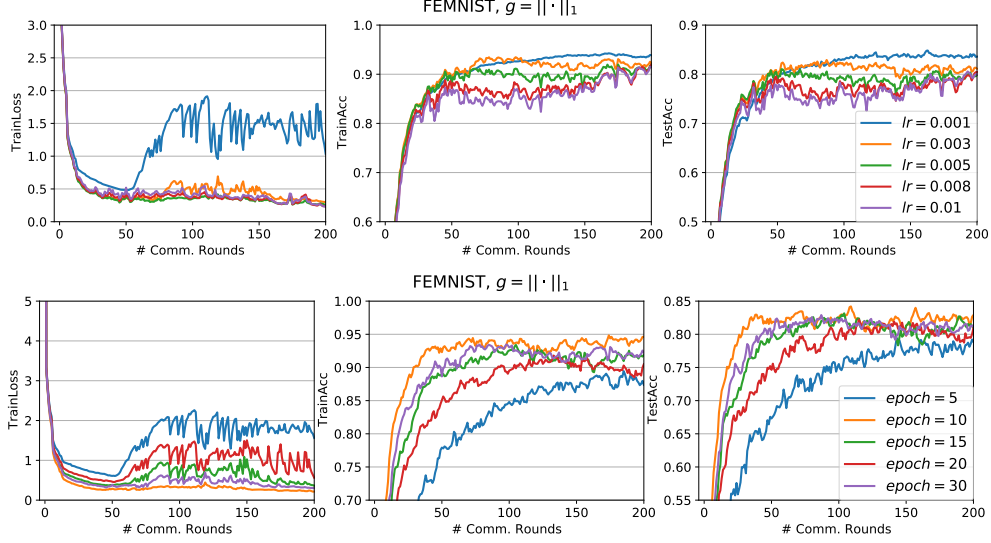 FEMNIST, g = || · ||₁
3.0
2.5
2.0
1.5
1.0
0.5
0.0
TrainLoss
0 50 100 150 200
# Comm. Rounds
1.0
0.9
0.8
0.7
0.6
TrainAcc
0 50 100 150 200
# Comm. Rounds
1.0
0.9
0.8
0.7
0.6
0.5
TestAcc
0 50 100 150 200
# Comm. Rounds
lr = 0.001
lr = 0.003
lr = 0.005
lr = 0.008
lr = 0.01
FEMNIST, g = || · ||₁
5
4
3
2
1
0
TrainLoss
0 50 100 150 200
# Comm. Rounds
1.00
0.95
0.90
0.85
0.80
0.75
0.70
TrainAcc
0 50 100 150 200
# Comm. Rounds
0.85
0.80
0.75
0.70
0.65
0.60
0.55
TestAcc
0 50 100 150 200
# Comm. Rounds
epoch = 5
epoch = 10
epoch = 15
epoch = 20
epoch = 30